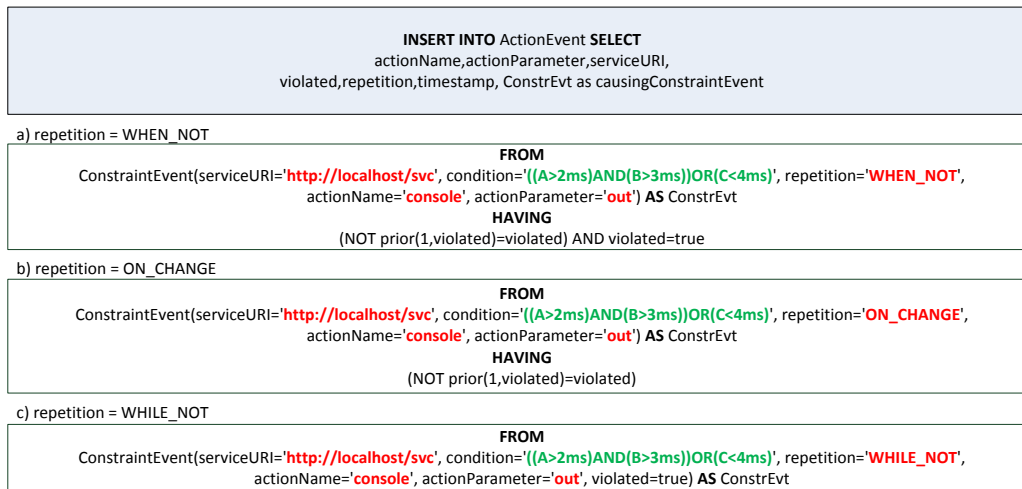 INSERT INTO ActionEvent SELECT
actionName,actionParameter,serviceURI,
violated,repetition,timestamp, ConstrEvt as causingConstraintEvent
a) repetition = WHEN_NOT
FROM
ConstraintEvent(serviceURI='http://localhost/svc', condition='((A>2ms)AND(B>3ms))OR(C<4ms)', repetition='WHEN_NOT',
actionName='console', actionParameter='out') AS ConstrEvt
HAVING
(NOT prior(1,violated)=violated) AND violated=true
b) repetition = ON_CHANGE
FROM
ConstraintEvent(serviceURI='http://localhost/svc', condition='((A>2ms)AND(B>3ms))OR(C<4ms)', repetition='ON_CHANGE',
actionName='console', actionParameter='out') AS ConstrEvt
HAVING
(NOT prior(1,violated)=violated)
c) repetition = WHILE_NOT
FROM
ConstraintEvent(serviceURI='http://localhost/svc', condition='((A>2ms)AND(B>3ms))OR(C<4ms)', repetition='WHILE_NOT',
actionName='console', actionParameter='out', violated=true) AS ConstrEvt